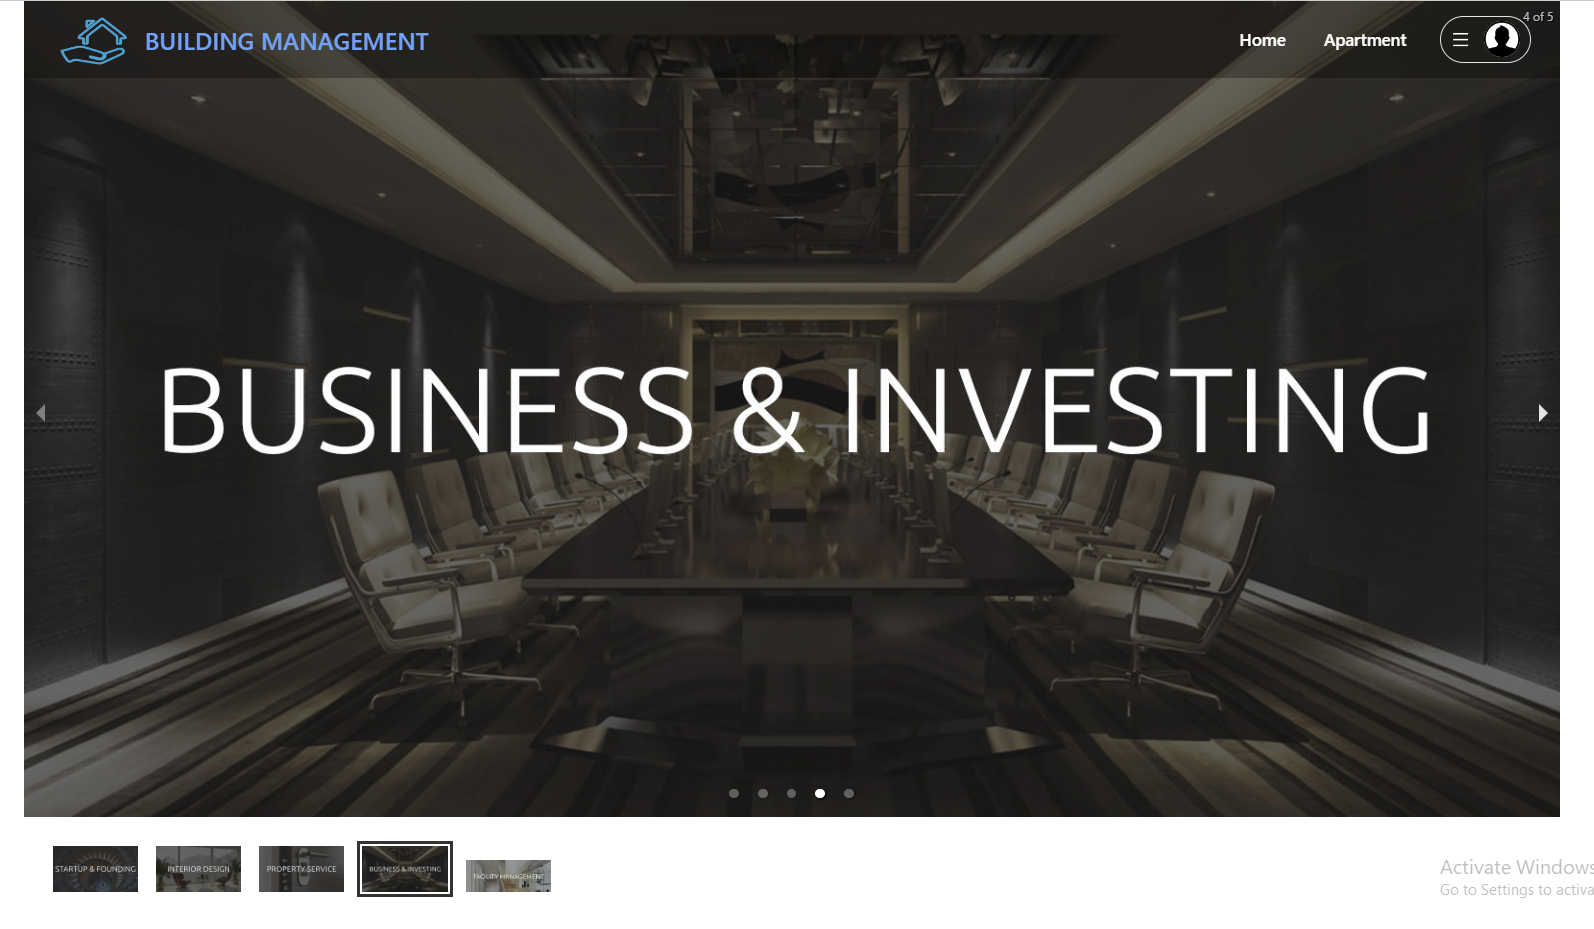 BUILDING MANAGEMENT
Home
Apartment
4 of 5
BUSINESS & INVESTING
STARTUP & FOUNDING
INTERIOR DESIGN
PROPERTY SERVICE
BUSINESS & INVESTING
FACILITY MANAGEMENT
Activate Windows
Go to Settings to activa